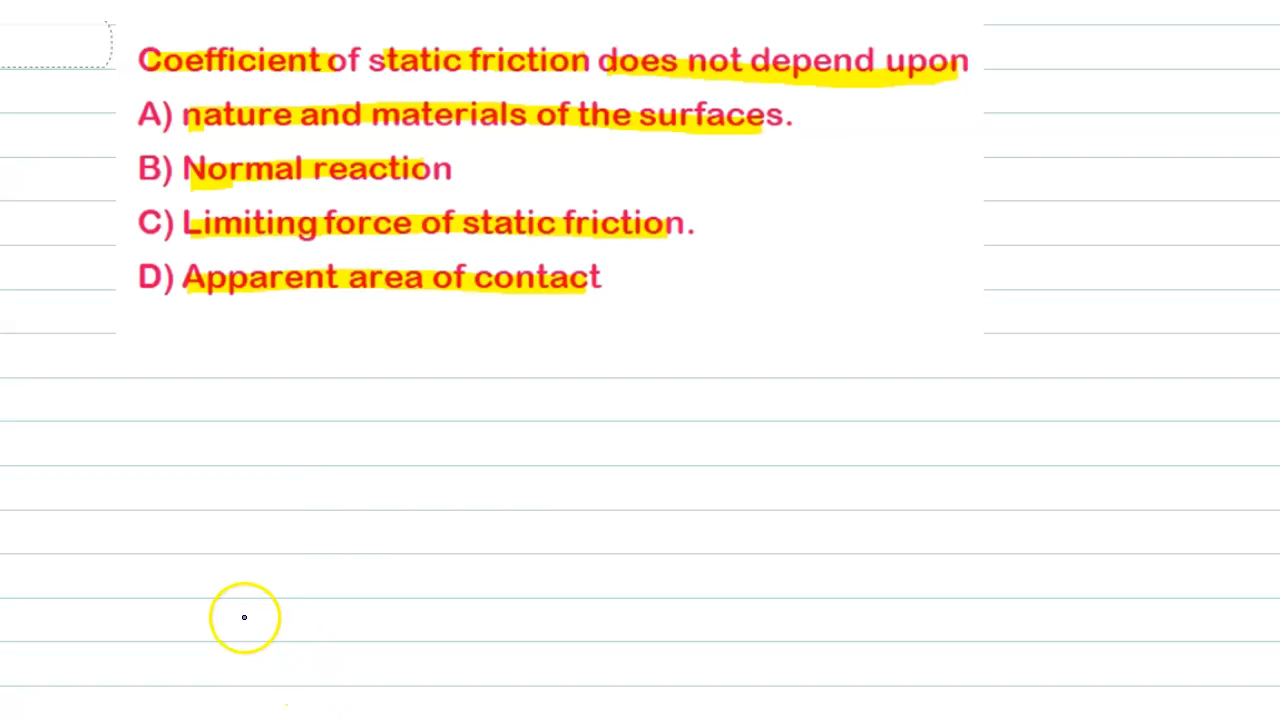 Coefficient of static friction does not depend upon
A) nature and materials of the surfaces.
B) Normal reaction
C) Limiting force of static friction.
D) Apparent area of contact